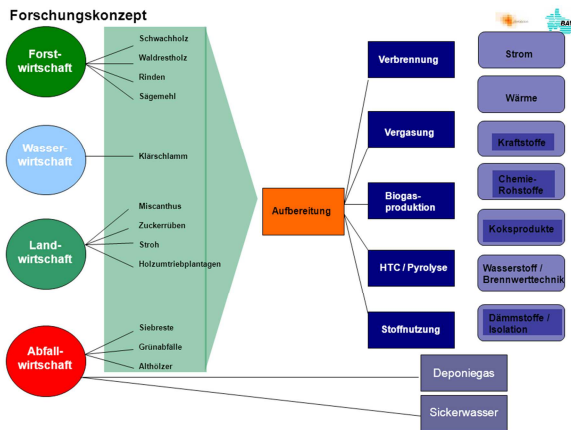 Forschungskonzept
Forst-
wirtschaft
Schwachholz
Waldrestholz
Rinden
Sägemehl
Wasser-
wirtschaft
Klärschlamm
Land-
wirtschaft
Miscanthus
Zuckerrüben
Stroh
Holzumtriebplantagen
Abfall-
wirtschaft
Siebreste
Grünabfälle
Althölzer
Aufbereitung
Verbrennung
Vergasung
Biogas-
produktion
HTC / Pyrolyse
Stoffnutzung
Strom
Wärme
Kraftstoffe
Chemie-
Rohstoffe
Koksprodukte
Wasserstoff /
Brennwerttechnik
Dämmstoffe /
Isolation
Deponiegas
Sickerwasser